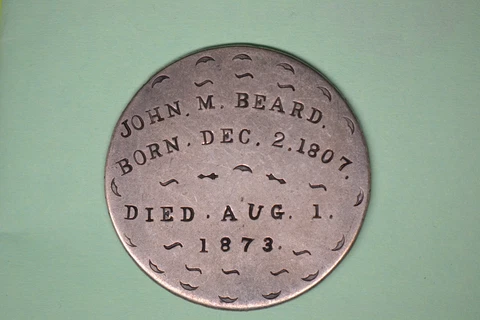 JOHN. M. BEARD.
BORN. DEC. 2. 1807.
DIED. AUG. 1.
1873.